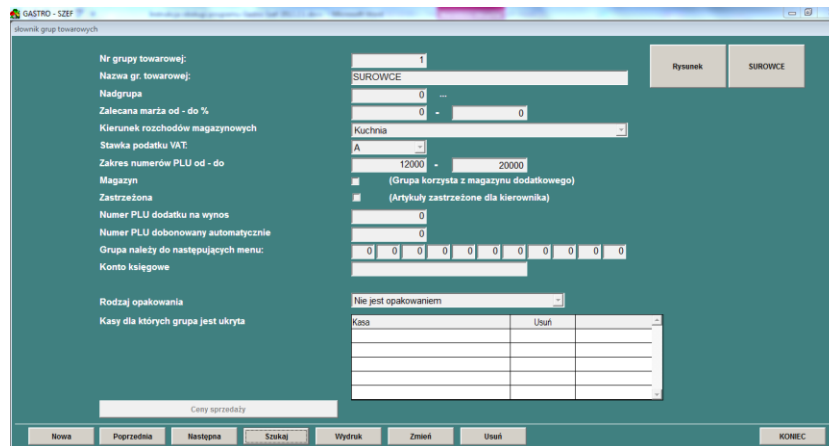 GASTRO - SZEF
słownik grup towarowych
Nr grupy towarowej: 1
Nazwa gr. towarowej: SUROWCE
Nadgrupa 0 ...
Zalecana marża od - do % 0 - 0
Kierunek rozchodów magazynowych Kuchnia
Stawka podatku VAT: A
Zakres numerów PLU od - do 12000 - 20000
Magazyn (Grupa korzysta z magazynu dodatkowego)
Zastrzeżona (Artykuły zastrzeżone dla kierownika)
Numer PLU dodatku na wynos 0
Numer PLU dobonowany automatycznie 0
Grupa należy do następujących menu: 0 0 0 0 0 0 0 0 0 0
Konto księgowe
Rodzaj opakowania Nie jest opakowaniem
Kasy dla których grupa jest ukryta Kasa Usuń
Rysunek SUROWCE
Ceny sprzedaży
Nowa Poprzednia Następna Szukaj Wydruk Zmień Usuń KONIEC